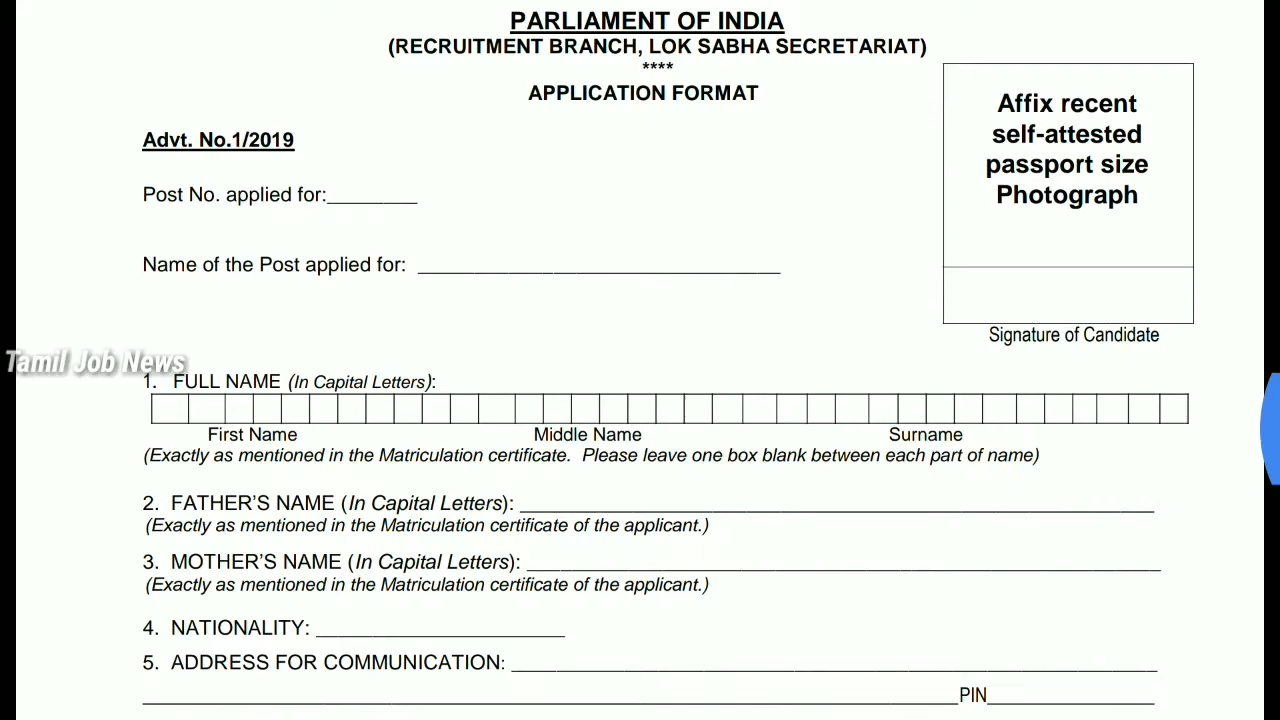 PARLIAMENT OF INDIA
(RECRUITMENT BRANCH, LOK SABHA SECRETARIAT)
****
APPLICATION FORMAT
Affix recent
self-attested
passport size
Photograph
Signature of Candidate
Advt. No.1/2019
Post No. applied for:________
Name of the Post applied for: ________________________________
Tamil Job News
1. FULL NAME (In Capital Letters):
First Name Middle Name Surname
(Exactly as mentioned in the Matriculation certificate. Please leave one box blank between each part of name)
2. FATHER'S NAME (In Capital Letters): ________________________________
(Exactly as mentioned in the Matriculation certificate of the applicant.)
3. MOTHER'S NAME (In Capital Letters): ________________________________
(Exactly as mentioned in the Matriculation certificate of the applicant.)
4. NATIONALITY: ______________________
5. ADDRESS FOR COMMUNICATION: ________________________________
________________________________PIN_______________